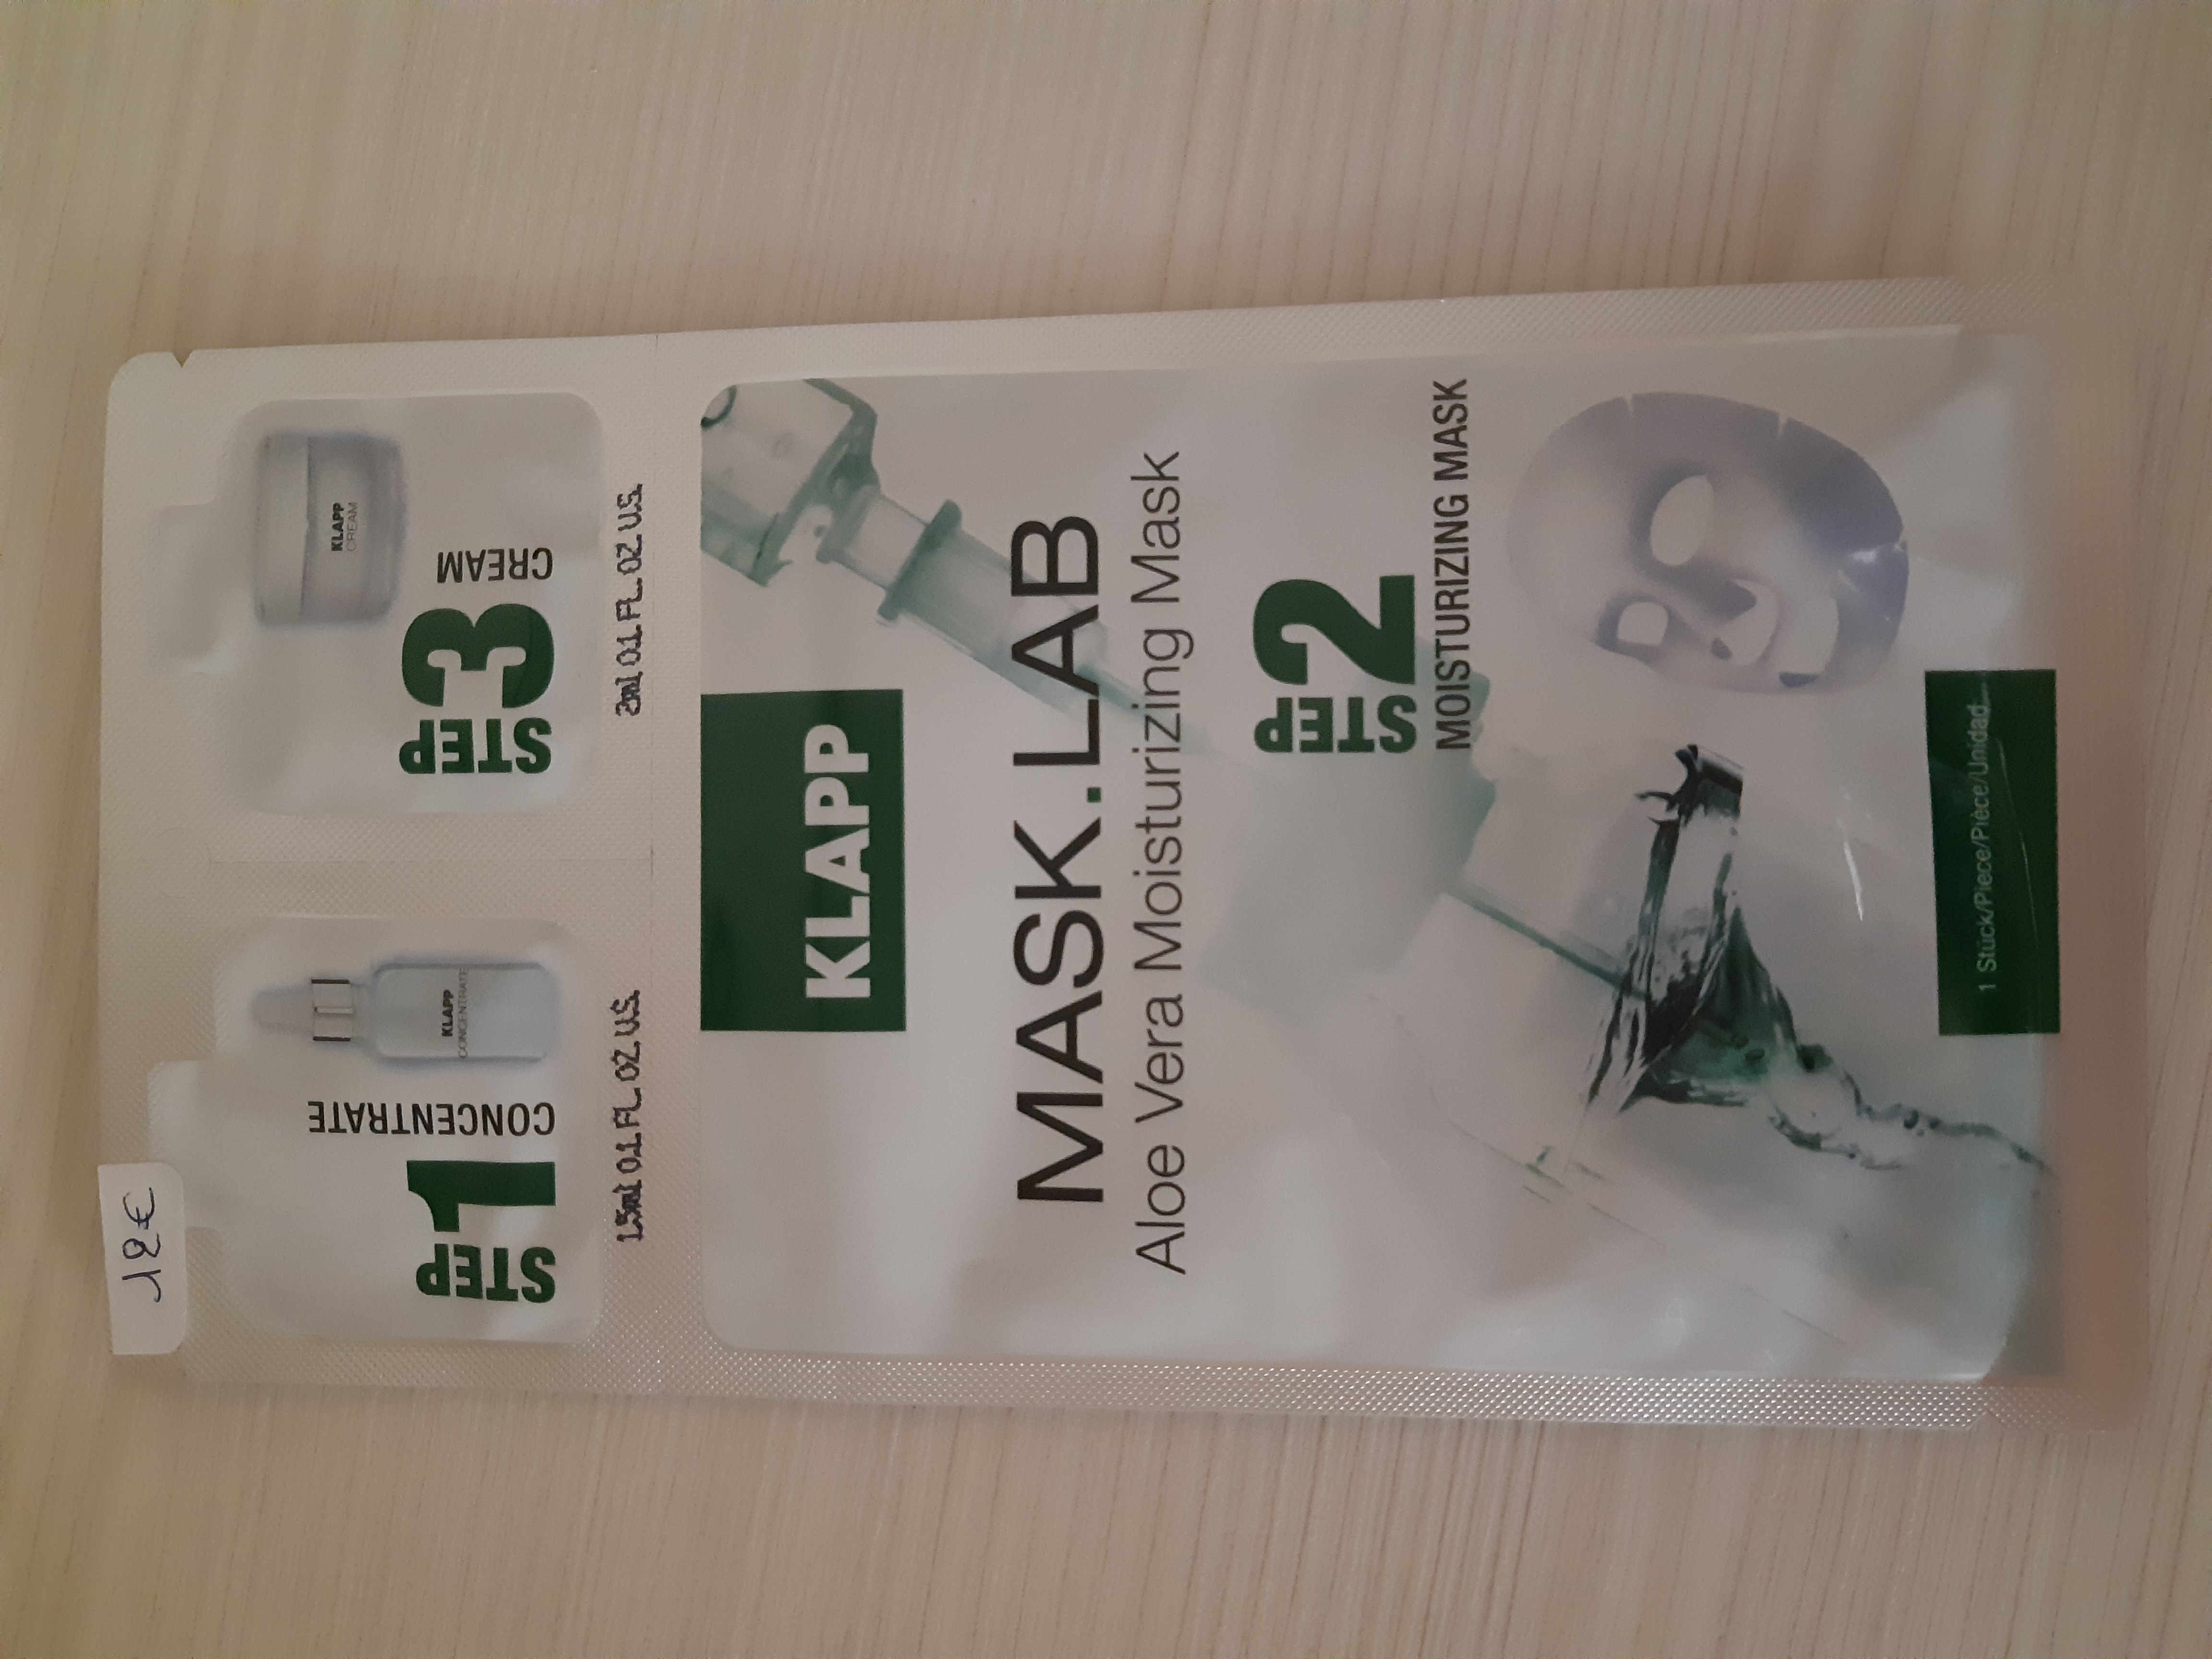 12€
STEP 1
CONCENTRATE
KLAPP
CONCENTRATE
1.5ml 0.1 FL. OZ. U.S.
STEP 3
CREAM
KLAPP
CREAM
2ml 0.1 FL. OZ. U.S.
KLAPP
MASK.LAB
Aloe Vera Moisturizing Mask
STEP 2
MOISTURIZING MASK
1 Stück/Piece/Pièce/Unidad